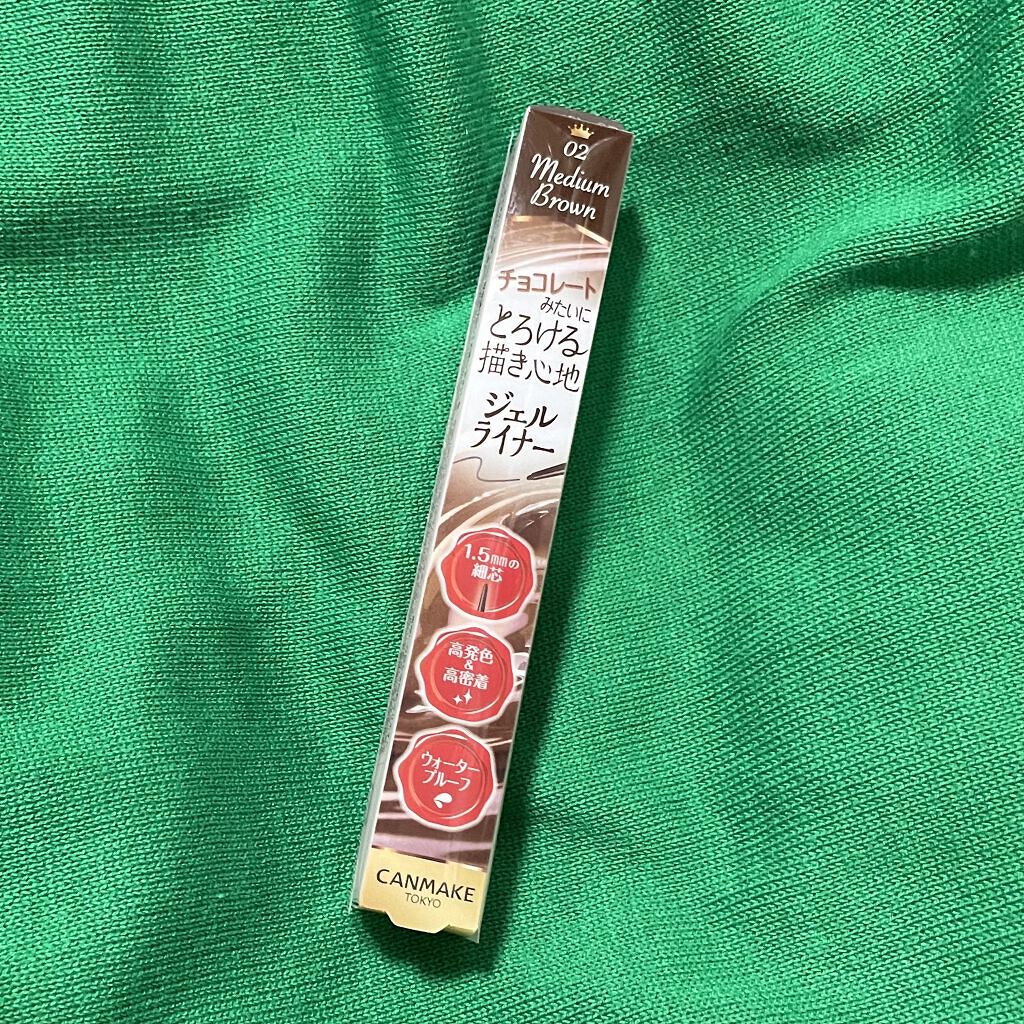 02
Medium
Brown
チョコレート
みたいに
とろける
描き心地
ジェル
ライナー
1.5mmの
細芯
高発色
&
高密着
ウォーター
プルーフ
CANMAKE
TOKYO